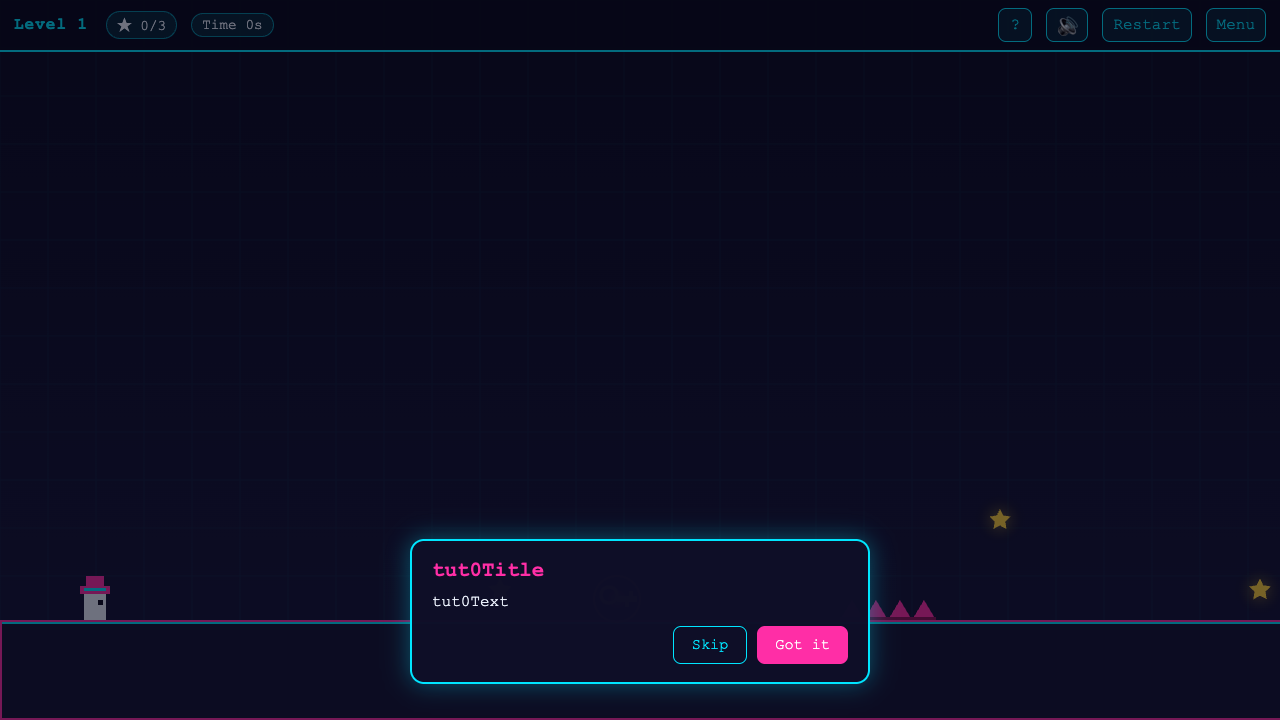 Level 1
★ 0/3
Time 0s
?
Restart
Menu
tut0Title
tut0Text
Skip
Got it